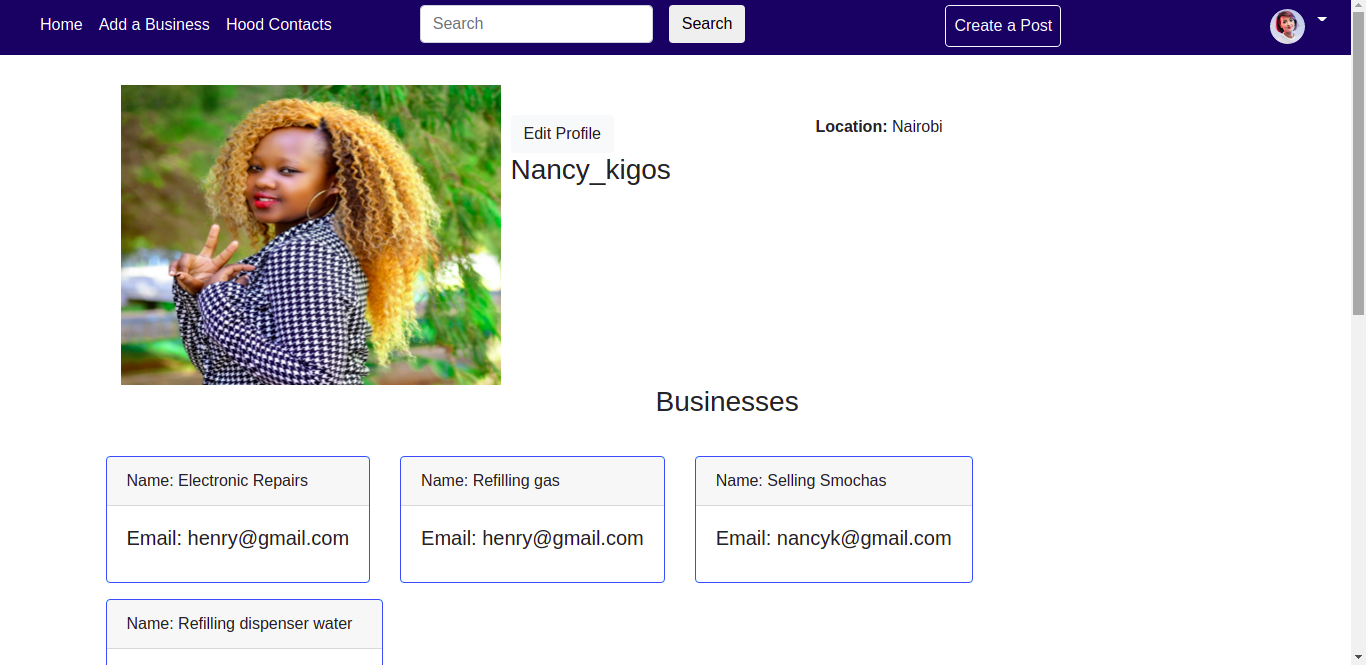 Home Add a Business Hood Contacts Search Search Create a Post
Edit Profile
Location: Nairobi
Nancy_kigos
Businesses
Name: Electronic Repairs
Email: henry@gmail.com
Name: Refilling gas
Email: henry@gmail.com
Name: Selling Smochas
Email: nancyk@gmail.com
Name: Refilling dispenser water